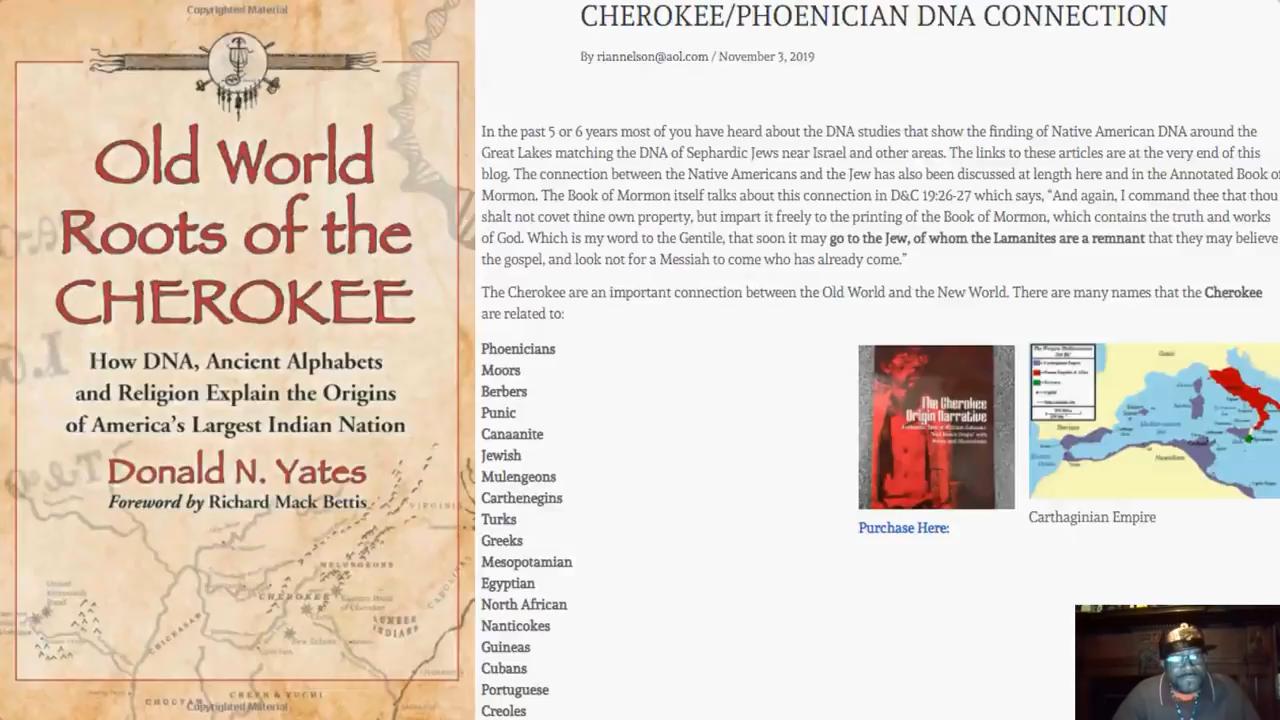 Copyrighted Material
Old World
Roots of the
CHEROKEE
How DNA, Ancient Alphabets
and Religion Explain the Origins
of America's Largest Indian Nation
Donald N. Yates
Foreword by Richard Mack Bettis
MELUNGEONS
VIRGINIA
CHEROKEE
CAROLINAS
LUMBEE
INDIANS
CHICKASAW
CHOCTAW
CREEK & YUCHI
Copyrighted Material
CHEROKEE/PHOENICIAN DNA CONNECTION
By riannelson@aol.com / November 3, 2019
In the past 5 or 6 years most of you have heard about the DNA studies that show the finding of Native American DNA around the
Great Lakes matching the DNA of Sephardic Jews near Israel and other areas. The links to these articles are at the very end of this
blog. The connection between the Native Americans and the Jew has also been discussed at length here and in the Annotated Book of
Mormon. The Book of Mormon itself talks about this connection in D&C 19:26-27 which says, "And again, I command thee that thou
shalt not covet thine own property, but impart it freely to the printing of the Book of Mormon, which contains the truth and works
of God. Which is my word to the Gentile, that soon it may go to the Jew, of whom the Lamanites are a remnant that they may believe
the gospel, and look not for a Messiah to come who has already come."
The Cherokee are an important connection between the Old World and the New World. There are many names that the Cherokee
are related to:
Phoenicians
Moors
Berbers
Punic
Canaanite
Jewish
Mulengeons
Carthenegins
Turks
Greeks
Mesopotamian
Egyptian
North African
Nanticokes
Guineas
Cubans
Portuguese
Creoles
The Cherokee
Origin Narrative
Purchase Here:
Carthaginian Empire